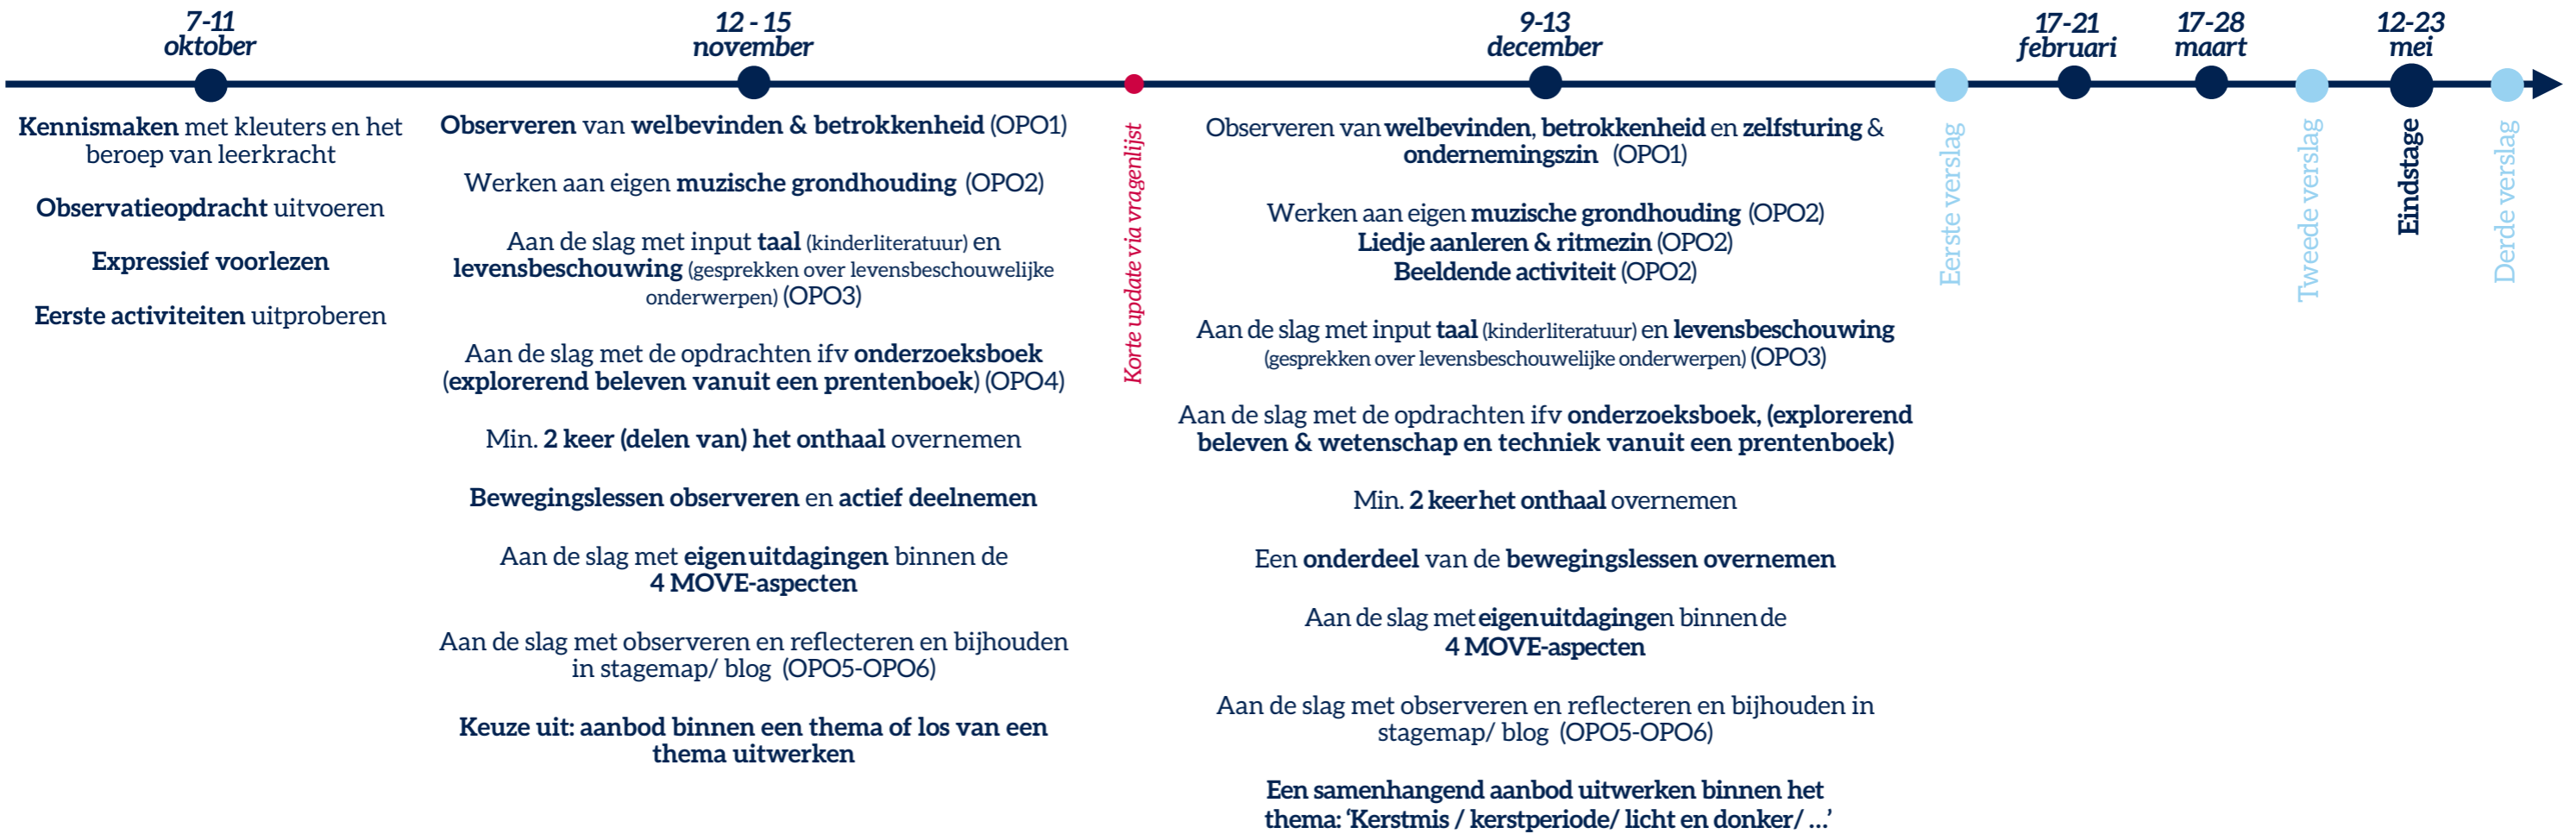 7-11
oktober
12 - 15
november
9-13
december
17-21
februari
17-28
maart
12-23
mei
Kennismaken met kleuters en het
beroep van leerkracht
Observatieopdracht uitvoeren
Expressief voorlezen
Eerste activiteiten uitproberen
Observeren van welbevinden & betrokkenheid (OPO1)
Werken aan eigen muzische grondhouding (OPO2)
Aan de slag met input taal (kinderliteratuur) en
levensbeschouwing (gesprekken over levensbeschouwelijke
onderwerpen) (OPO3)
Aan de slag met de opdrachten ifv onderzoeksboek
(explorerend beleven vanuit een prentenboek) (OPO4)
Min. 2 keer (delen van) het onthaal overnemen
Bewegingslessen observeren en actief deelnemen
Aan de slag met eigen uitdagingen binnen de
4 MOVE-aspecten
Aan de slag met observeren en reflecteren en bijhouden
in stagemap/ blog (OPO5-OPO6)
Keuze uit: aanbod binnen een thema of los van een
thema uitwerken
Korte update via vragenlijst
Observeren van welbevinden, betrokkenheid en zelfsturing &
ondernemingszin (OPO1)
Werken aan eigen muzische grondhouding (OPO2)
Liedje aanleren & ritmezin (OPO2)
Beeldende activiteit (OPO2)
Aan de slag met input taal (kinderliteratuur) en levensbeschouwing
(gesprekken over levensbeschouwelijke onderwerpen) (OPO3)
Aan de slag met de opdrachten ifv onderzoeksboek, (explorerend
beleven & wetenschap en techniek vanuit een prentenboek)
Min. 2 keer het onthaal overnemen
Een onderdeel van de bewegingslessen overnemen
Aan de slag met eigen uitdagingen binnen de
4 MOVE-aspecten
Aan de slag met observeren en reflecteren en bijhouden in
stagemap/ blog (OPO5-OPO6)
Een samenhangend aanbod uitwerken binnen het
thema: ‘Kerstmis / kerstperiode/ licht en donker/ ...’
Eerste verslag
Tweede verslag
Eindstage
Derde verslag